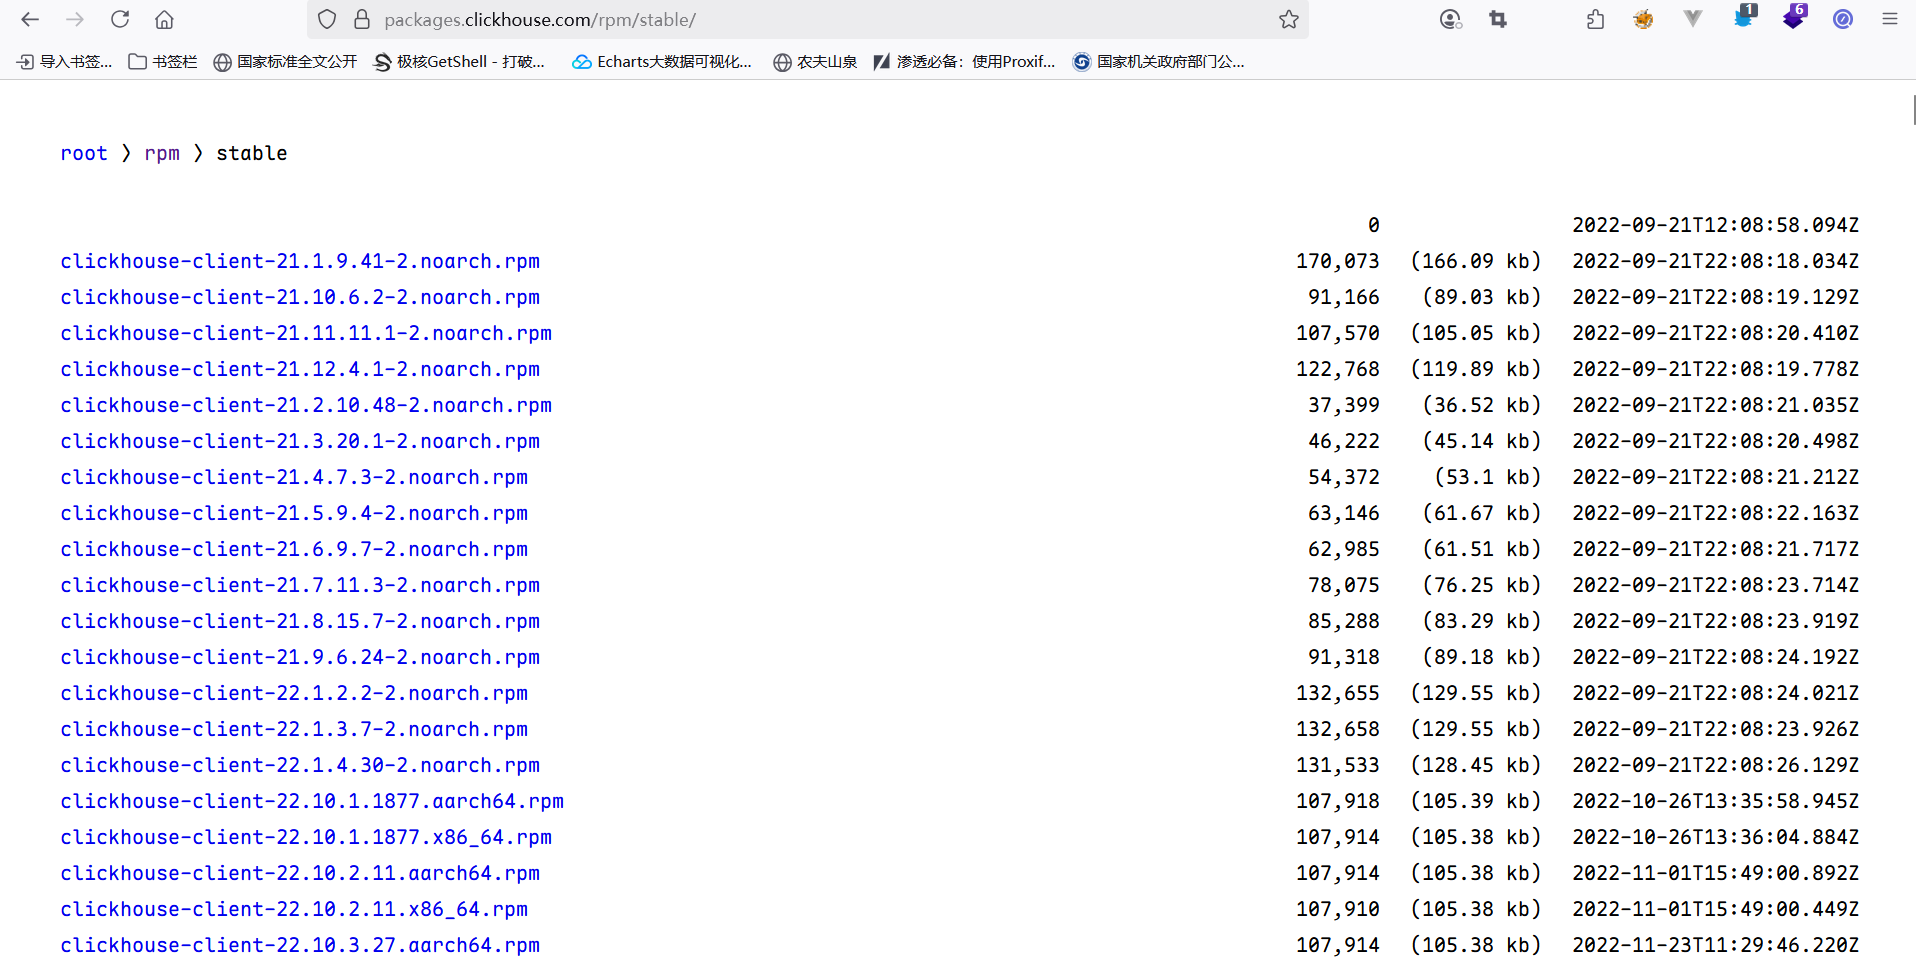 packages.clickhouse.com/rpm/stable/
1
6
导入书签... 书签栏 国家标准全文公开 极核GetShell - 打破... Echarts大数据可视化... 农夫山泉 渗透必备：使用Proxif... 国家机关政府部门公...
root 〉 rpm 〉 stable
0 2022-09-21T12:08:58.094Z
clickhouse-client-21.1.9.41-2.noarch.rpm 170,073 (166.09 kb) 2022-09-21T22:08:18.034Z
clickhouse-client-21.10.6.2-2.noarch.rpm 91,166 (89.03 kb) 2022-09-21T22:08:19.129Z
clickhouse-client-21.11.11.1-2.noarch.rpm 107,570 (105.05 kb) 2022-09-21T22:08:20.410Z
clickhouse-client-21.12.4.1-2.noarch.rpm 122,768 (119.89 kb) 2022-09-21T22:08:19.778Z
clickhouse-client-21.2.10.48-2.noarch.rpm 37,399 (36.52 kb) 2022-09-21T22:08:21.035Z
clickhouse-client-21.3.20.1-2.noarch.rpm 46,222 (45.14 kb) 2022-09-21T22:08:20.498Z
clickhouse-client-21.4.7.3-2.noarch.rpm 54,372 (53.1 kb) 2022-09-21T22:08:21.212Z
clickhouse-client-21.5.9.4-2.noarch.rpm 63,146 (61.67 kb) 2022-09-21T22:08:22.163Z
clickhouse-client-21.6.9.7-2.noarch.rpm 62,985 (61.51 kb) 2022-09-21T22:08:21.717Z
clickhouse-client-21.7.11.3-2.noarch.rpm 78,075 (76.25 kb) 2022-09-21T22:08:23.714Z
clickhouse-client-21.8.15.7-2.noarch.rpm 85,288 (83.29 kb) 2022-09-21T22:08:23.919Z
clickhouse-client-21.9.6.24-2.noarch.rpm 91,318 (89.18 kb) 2022-09-21T22:08:24.192Z
clickhouse-client-22.1.2.2-2.noarch.rpm 132,655 (129.55 kb) 2022-09-21T22:08:24.021Z
clickhouse-client-22.1.3.7-2.noarch.rpm 132,658 (129.55 kb) 2022-09-21T22:08:23.926Z
clickhouse-client-22.1.4.30-2.noarch.rpm 131,533 (128.45 kb) 2022-09-21T22:08:26.129Z
clickhouse-client-22.10.1.1877.aarch64.rpm 107,918 (105.39 kb) 2022-10-26T13:35:58.945Z
clickhouse-client-22.10.1.1877.x86_64.rpm 107,914 (105.38 kb) 2022-10-26T13:36:04.884Z
clickhouse-client-22.10.2.11.aarch64.rpm 107,914 (105.38 kb) 2022-11-01T15:49:00.892Z
clickhouse-client-22.10.2.11.x86_64.rpm 107,910 (105.38 kb) 2022-11-01T15:49:00.449Z
clickhouse-client-22.10.3.27.aarch64.rpm 107,914 (105.38 kb) 2022-11-23T11:29:46.220Z